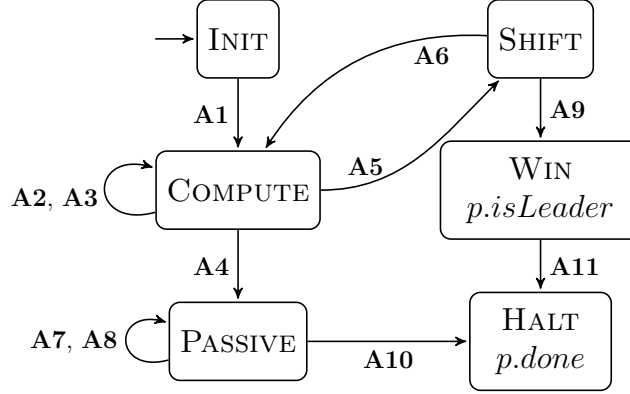 INIT
SHIFT
A6
A1
A9
A5
A2, A3
COMPUTE
WIN
p.isLeader
A4
A11
A7, A8
PASSIVE
A10
HALT
p.done